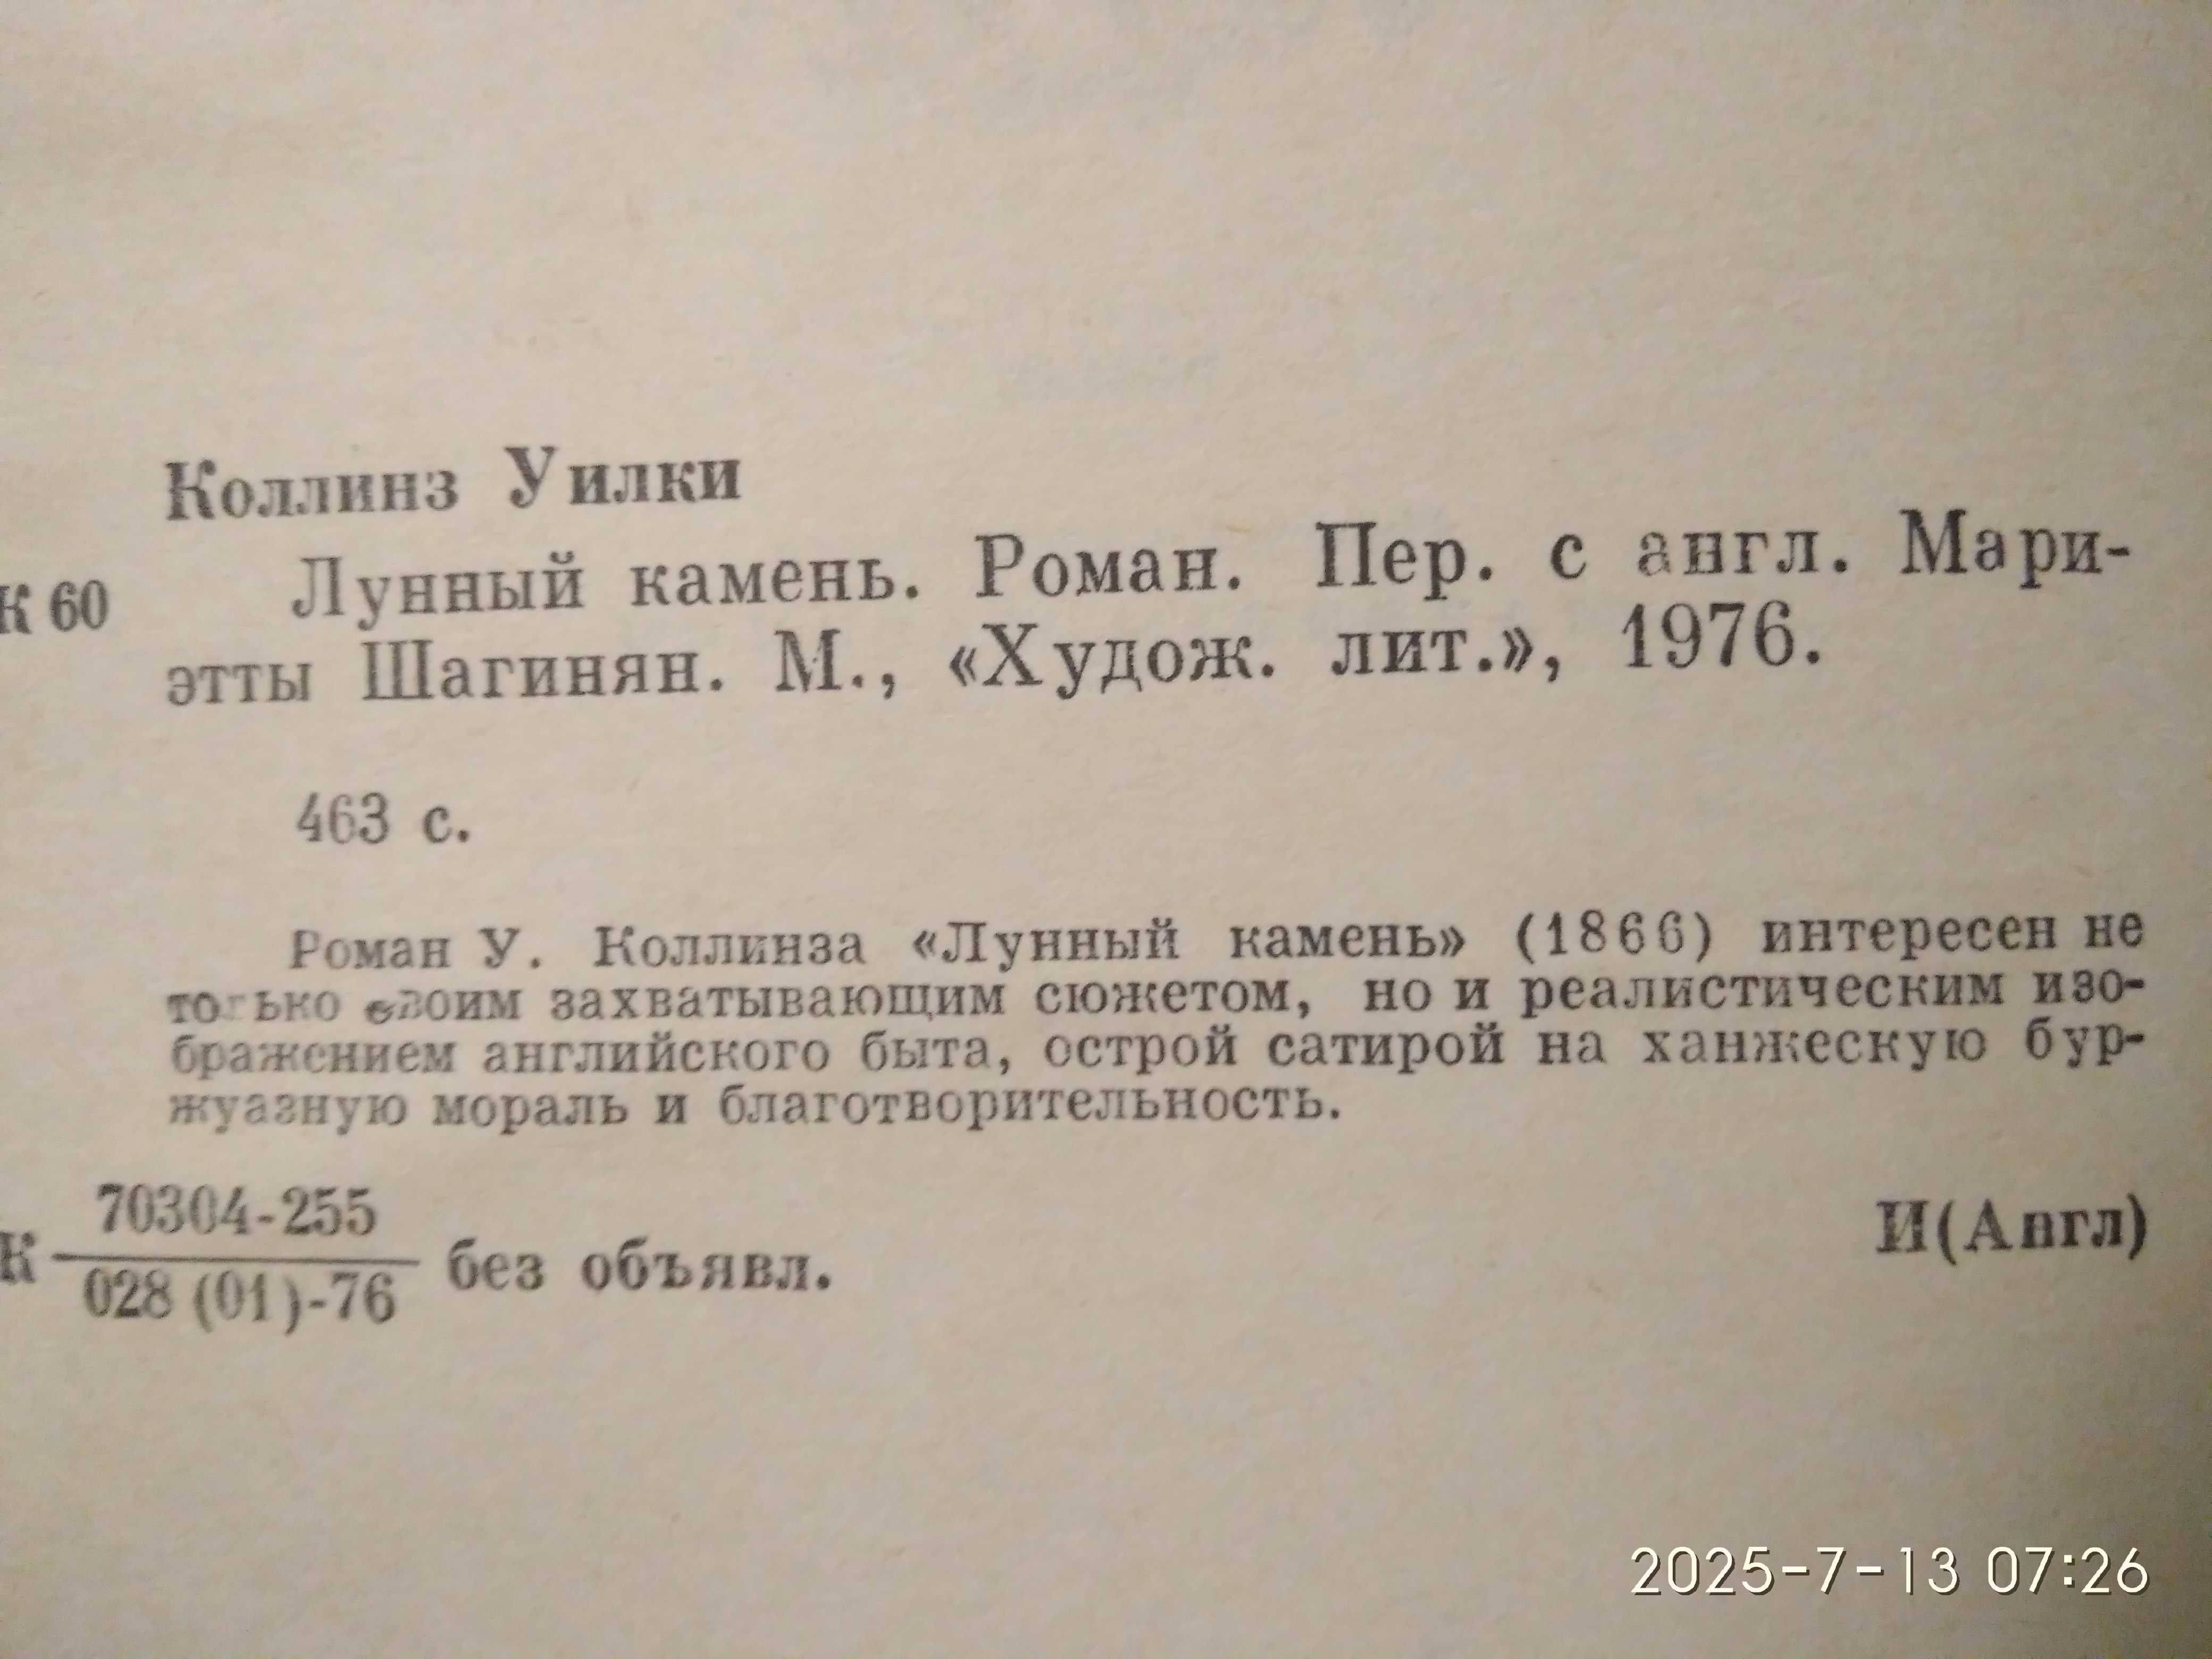 Коллинз Уилки
К 60 Лунный камень. Роман. Пер. с англ. Мари-
этты Шагинян. М., «Худож. лит.», 1976.
463 с.
Роман У. Коллинза «Лунный камень» (1866) интересен не
только своим захватывающим сюжетом, но и реалистическим изо-
бражением английского быта, острой сатирой на ханжескую бур-
жуазную мораль и благотворительность.
70304-255
К без объявл. И(Англ)
028 (01)-76
2025-7-13 07:26